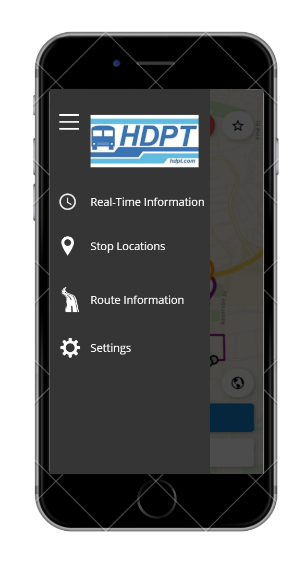 HDPT
hdpt.com
Real-Time Information
Stop Locations
Route Information
Settings